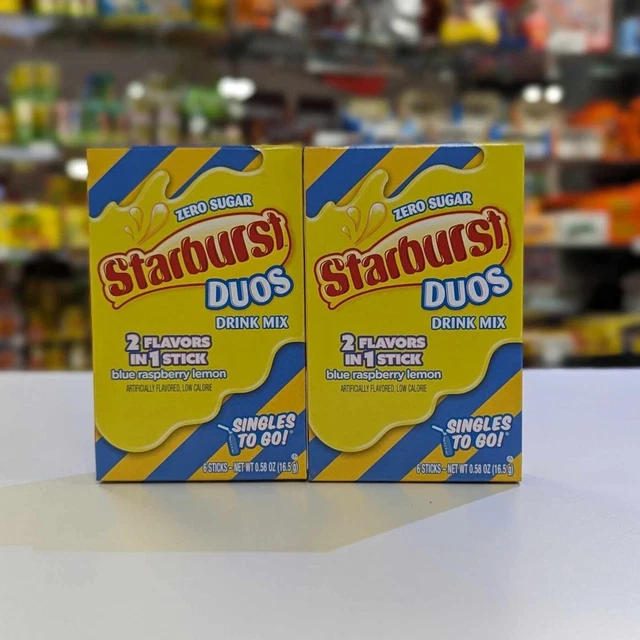 ZERO SUGAR
Starburst
DUOS
DRINK MIX
2 FLAVORS
IN 1 STICK
blue raspberry lemon
ARTIFICIALLY FLAVORED, LOW CALORIE
SINGLES
TO GO!
6 STICKS - NET WT 0.58 OZ (16.5 g)
ZERO SUGAR
Starburst
DUOS
DRINK MIX
2 FLAVORS
IN 1 STICK
blue raspberry lemon
ARTIFICIALLY FLAVORED, LOW CALORIE
SINGLES
TO GO!
6 STICKS - NET WT 0.58 OZ (16.5 g)